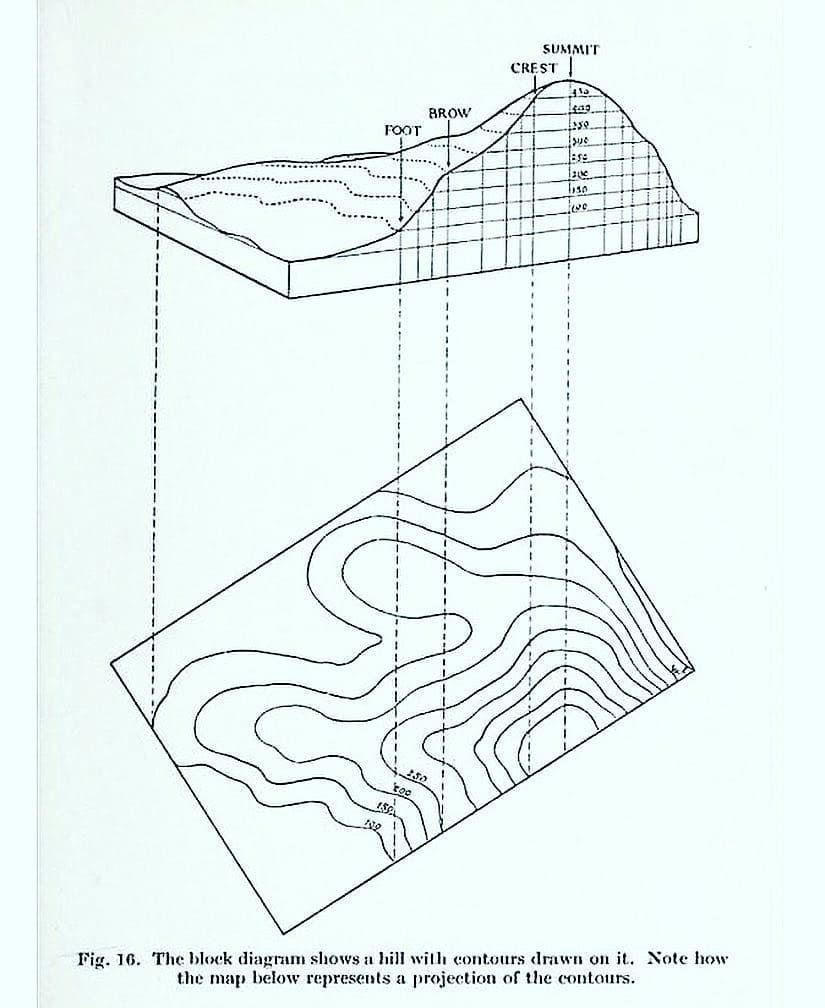 SUMMIT
CREST
BROW
FOOT
450
400
350
300
250
200
150
100
250
200
150
100
Fig. 16. The block diagram shows a hill with contours drawn on it. Note how
the map below represents a projection of the contours.